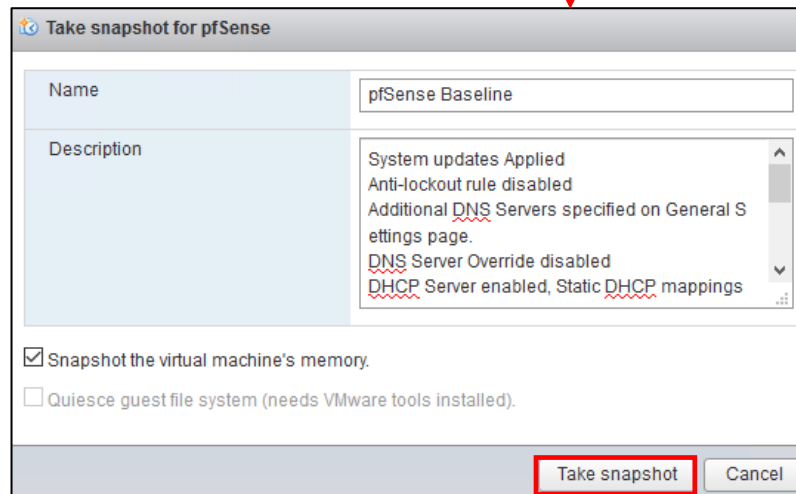 Take snapshot for pfSense
Name
pfSense Baseline
Description
System updates Applied
Anti-lockout rule disabled
Additional DNS Servers specified on General S
ettings page.
DNS Server Override disabled
DHCP Server enabled, Static DHCP mappings
Snapshot the virtual machine's memory.
Quiesce guest file system (needs VMware tools installed).
Take snapshot
Cancel